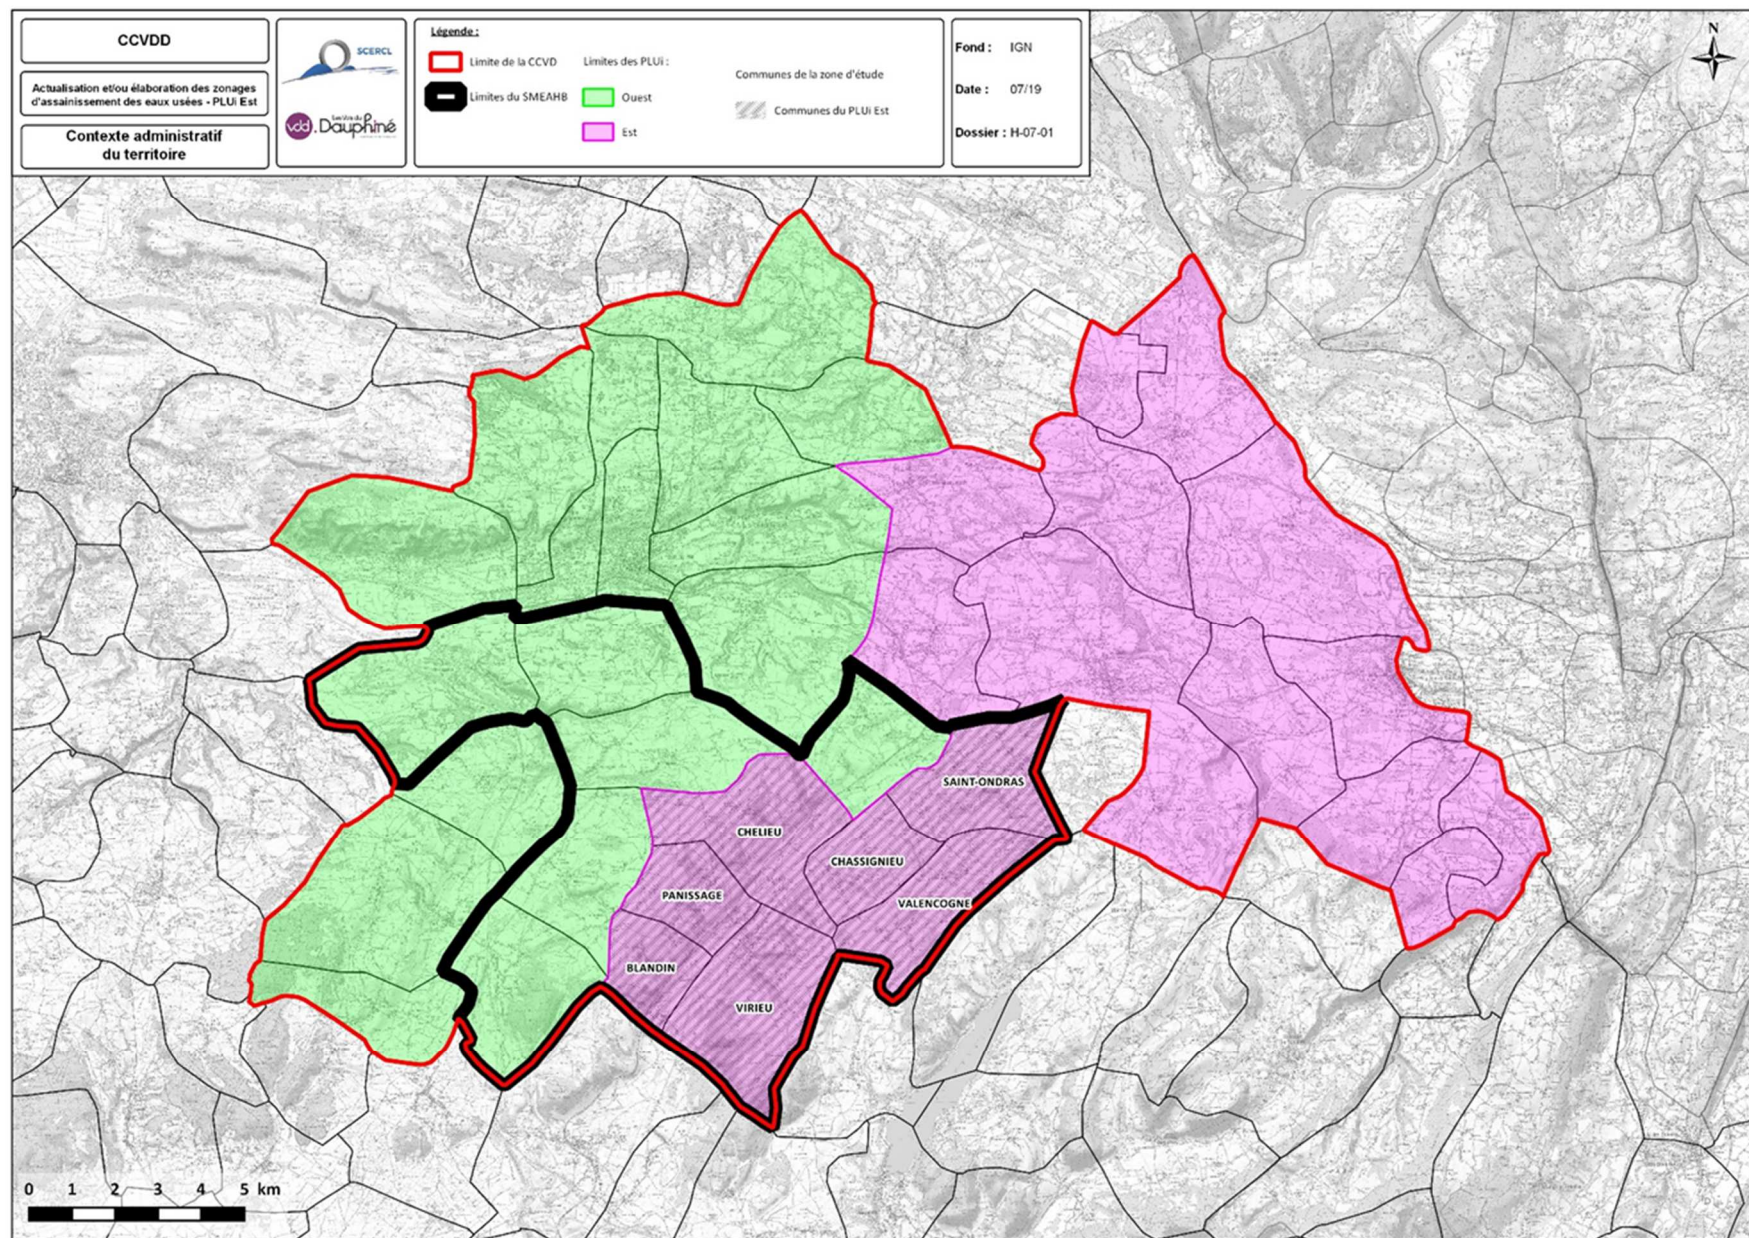 CCVDD
Actualisation et/ou élaboration des zonages
d'assainissement des eaux usées - PLUi Est
Contexte administratif
du territoire
SCERCL
vdd. Les Vals du
Dauphiné
Légende :
Limite de la CCVD
Limites du SMEAHB
Limites des PLUi :
Ouest
Est
Communes de la zone d'étude
Communes du PLUi Est
Fond : IGN
Date : 07/19
Dossier : H-07-01
N
SAINT-ONDRAS
CHELIEU
CHASSIGNIEU
PANISSAGE
VALENCOGNE
BLANDIN
VIRIEU
0 1 2 3 4 5 km